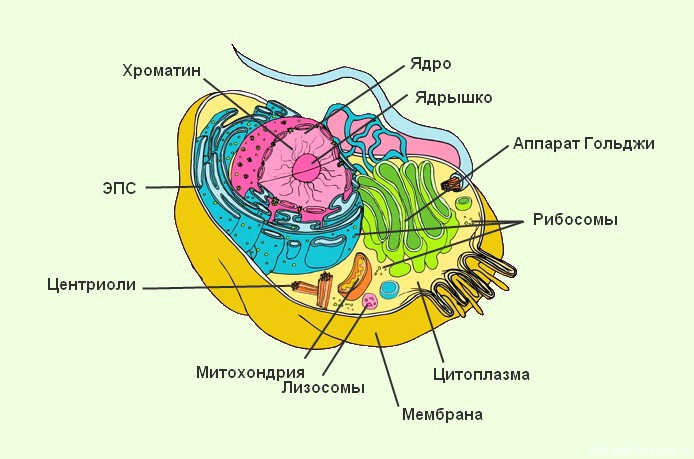 Ядро
Хроматин
Ядрышко
Аппарат Гольджи
ЭПС
Рибосомы
Центриоли
Митохондрия
Цитоплазма
Лизосомы
Мембрана